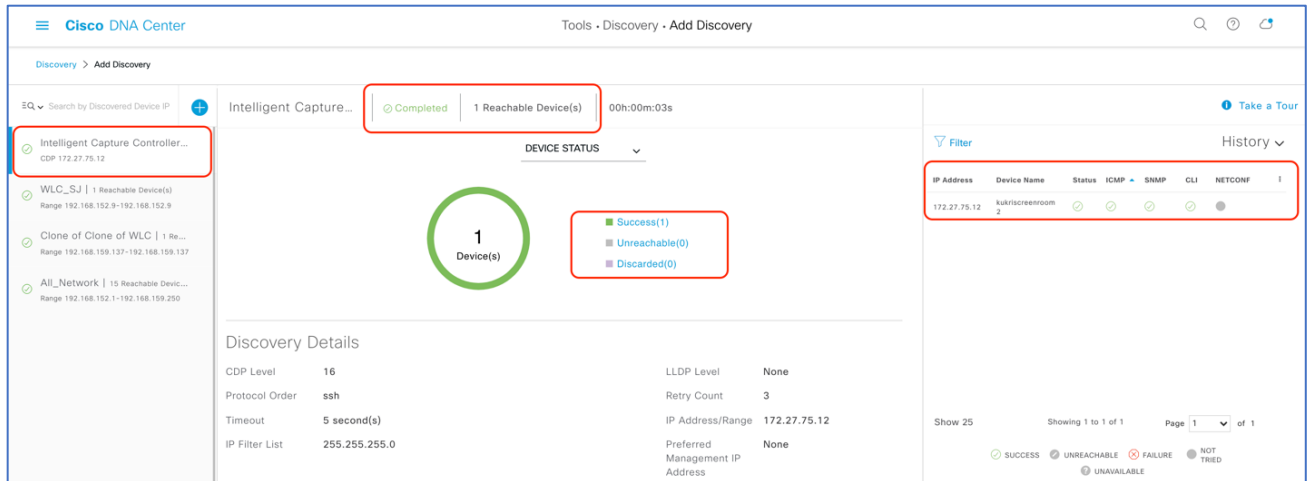 Cisco DNA Center
Tools • Discovery • Add Discovery
Discovery > Add Discovery
Search by Discovered Device IP
Intelligent Capture Controller...
CDP 172.27.75.12
WLC_SJ | 1 Reachable Device(s)
Range 192.168.152.9-192.168.152.9
Clone of Clone of WLC | 1 Re...
Range 192.168.159.137-192.168.159.137
All_Network | 15 Reachable Devic...
Range 192.168.152.1-192.168.159.250
Intelligent Capture... Completed 1 Reachable Device(s) 00h:00m:03s
DEVICE STATUS
1
Device(s)
Success(1)
Unreachable(0)
Discarded(0)
Discovery Details
CDP Level 16 LLDP Level None
Protocol Order ssh Retry Count 3
Timeout 5 second(s) IP Address/Range 172.27.75.12
IP Filter List 255.255.255.0 Preferred None
Management IP
Address
Take a Tour
Filter History
IP Address Device Name Status ICMP SNMP CLI NETCONF
172.27.75.12 kukriscreenroom
2
Show 25 Showing 1 to 1 of 1 Page 1 of 1
SUCCESS UNREACHABLE FAILURE NOT
TRIED
UNAVAILABLE